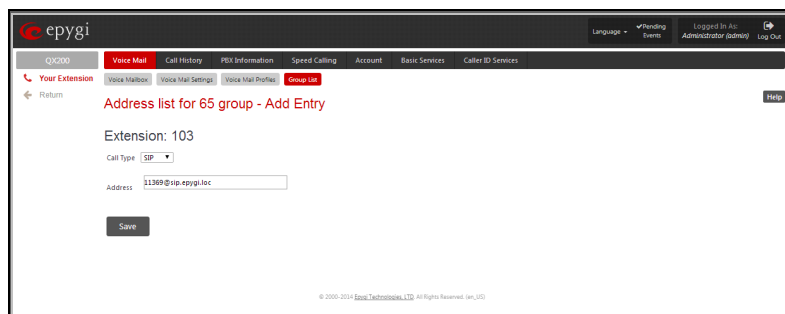 epygi
Language
Pending Events
Logged In As:
Administrator (admin)
Log Out
QX200
Voice Mail Call History PBX Information Speed Calling Account Basic Services Caller ID Services
Your Extension
Voice Mailbox Voice Mail Settings Voice Mail Profiles Group List
Return
Help
Address list for 65 group - Add Entry
Extension: 103
Call Type SIP
Address 11369@sip.epygi.loc
Save
© 2000-2014 Epygi Technologies, LTD. All Rights Reserved. (en_US)